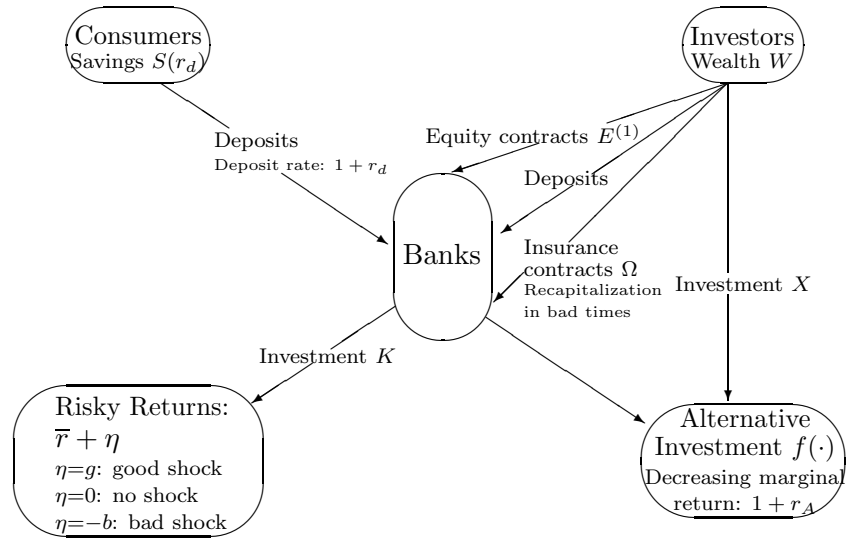 Consumers
Savings S(r_d)
Investors
Wealth W
Deposits
Deposit rate: 1 + r_d
Equity contracts E^(1)
Deposits
Banks
Insurance
contracts Ω
Recapitalization
in bad times
Investment X
Investment K
Risky Returns:
r̅ + η
η=g: good shock
η=0: no shock
η=−b: bad shock
Alternative
Investment f(·)
Decreasing marginal
return: 1 + r_A